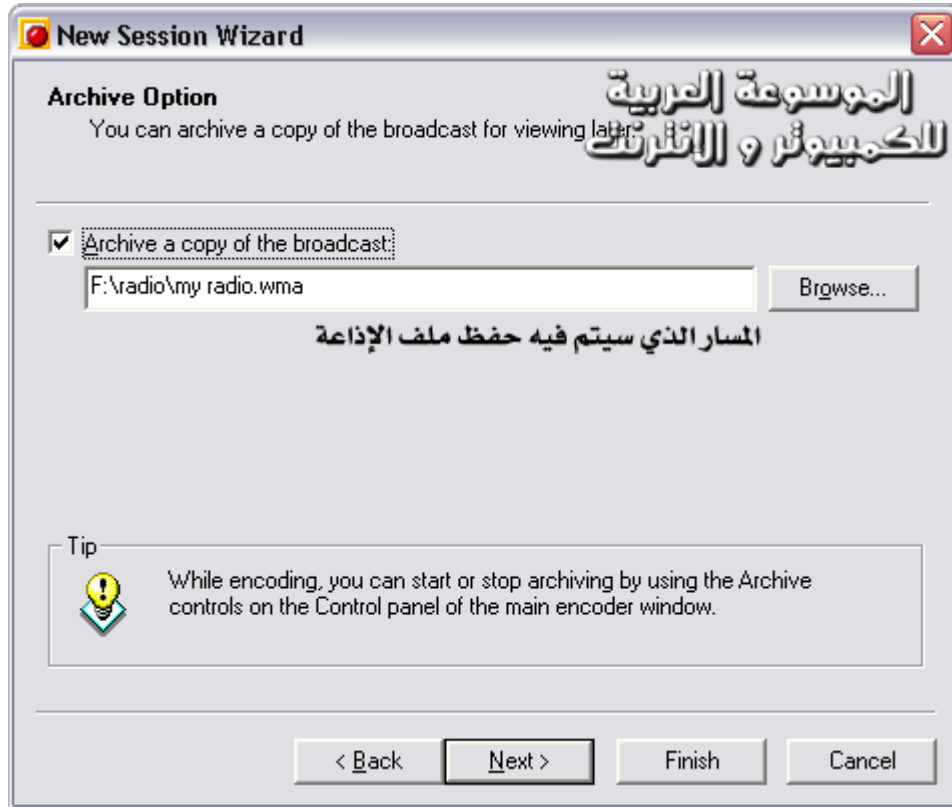 New Session Wizard
Archive Option
You can archive a copy of the broadcast for viewing later.
الموسوعة العربية
للكمبيوتر و الإنترنت
Archive a copy of the broadcast:
F:\radio\my radio.wma
Browse...
المسار الذي سيتم فيه حفظ ملف الإذاعة
Tip
While encoding, you can start or stop archiving by using the Archive
controls on the Control panel of the main encoder window.
< Back
Next >
Finish
Cancel